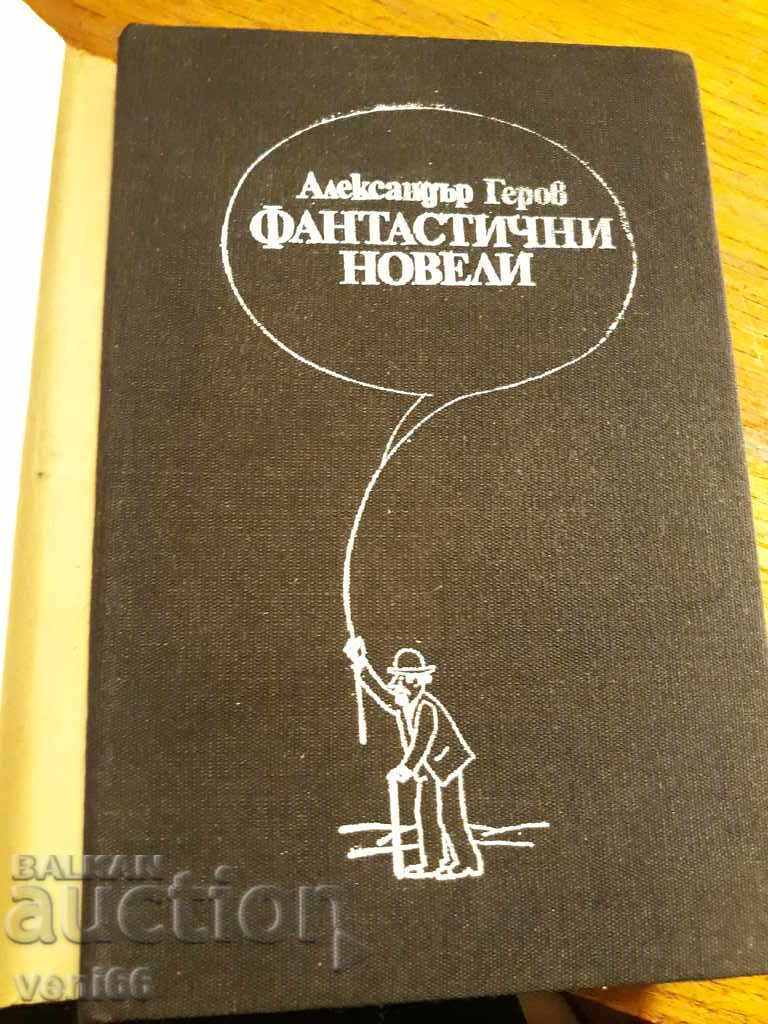 Александър Геров
ФАНТАСТИЧНИ
НОВЕЛИ
BALKAN
auction
veni66